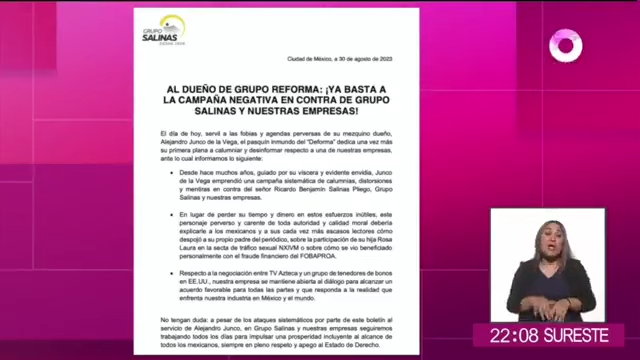 GRUPO
SALINAS
DESDE 1906
Ciudad de México, a 30 de agosto de 2023
AL DUEÑO DE GRUPO REFORMA: ¡YA BASTA A
LA CAMPAÑA NEGATIVA EN CONTRA DE GRUPO
SALINAS Y NUESTRAS EMPRESAS!
El día de hoy, servil a las fobias y agendas perversas de su mezquino dueño,
Alejandro Junco de la Vega, el pasquín inmundo del "Deforma" dedica una vez más
su primera plana a calumniar y desinformar respecto a una de nuestras empresas,
ante lo cual informamos lo siguiente:
• Desde hace muchos años, guiado por su víscera y evidente envidia, Junco
de la Vega emprendió una campaña sistemática de calumnias, distorsiones
y mentiras en contra del señor Ricardo Benjamín Salinas Pliego, Grupo
Salinas y nuestras empresas.
• En lugar de perder su tiempo y dinero en estos esfuerzos inútiles, este
personaje perverso y carente de toda autoridad y calidad moral debería
explicarle a los mexicanos y a sus cada vez más escasos lectores cómo
despojó a su propio padre del periódico, sobre la participación de su hija Rosa
Laura en la secta de tráfico sexual NXIVM o sobre cómo se vio beneficiado
personalmente con el fraude financiero del FOBAPROA.
• Respecto a la negociación entre TV Azteca y un grupo de tenedores de bonos
en EE.UU., nuestra empresa se mantiene abierta al diálogo para alcanzar un
acuerdo favorable para todas las partes y que responda a la realidad que
enfrenta nuestra industria en México y el mundo.
No tengan duda: a pesar de los ataques sistemáticos por parte de este boletín al
servicio de Alejandro Junco, en Grupo Salinas y nuestras empresas seguiremos
trabajando todos los días para impulsar una prosperidad incluyente al alcance de
todos los mexicanos, siempre en pleno respeto y apego al Estado de Derecho.
22:08 SURESTE